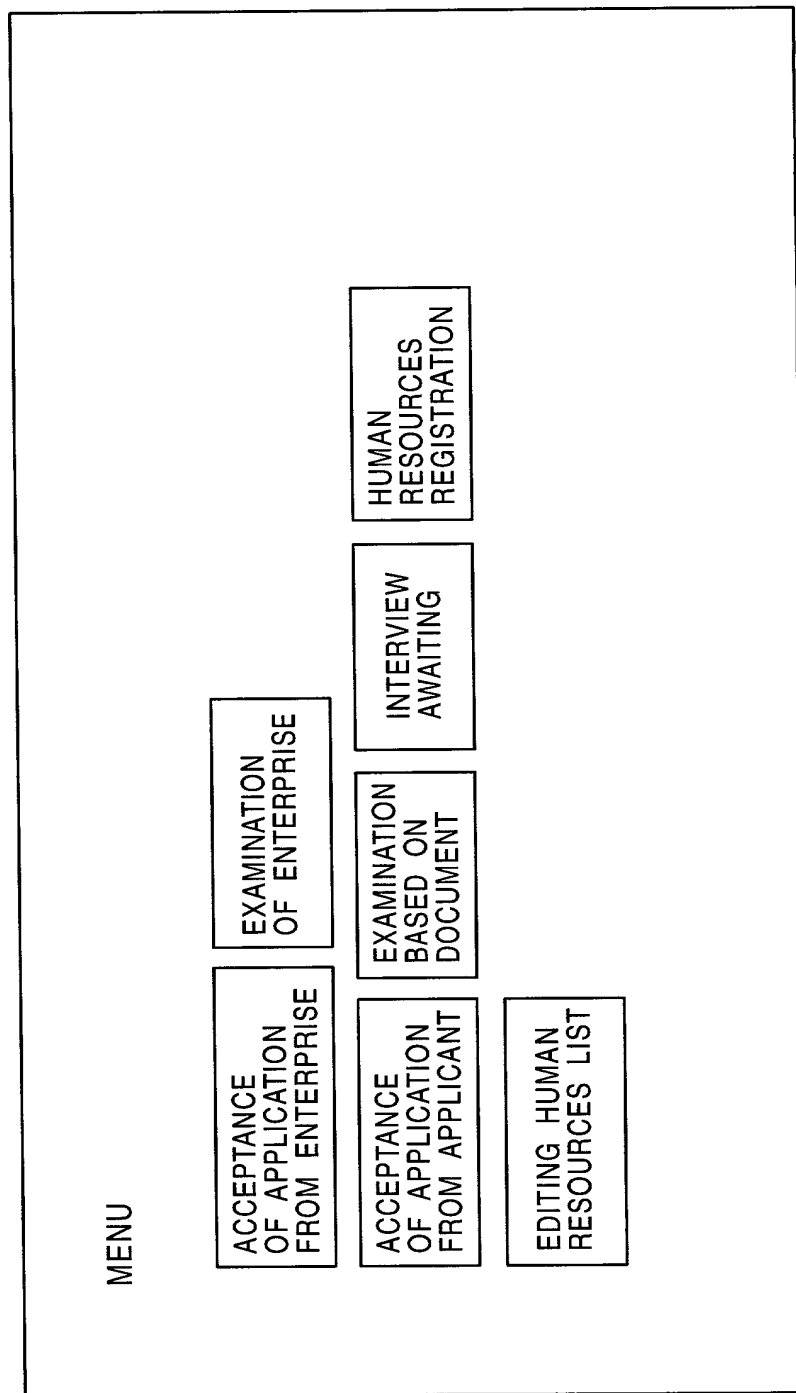 MENU
ACCEPTANCE
OF APPLICATION
FROM ENTERPRISE
EXAMINATION
OF ENTERPRISE
ACCEPTANCE
OF APPLICATION
FROM APPLICANT
EXAMINATION
BASED ON
DOCUMENT
INTERVIEW
AWAITING
HUMAN
RESOURCES
REGISTRATION
EDITING HUMAN
RESOURCES LIST